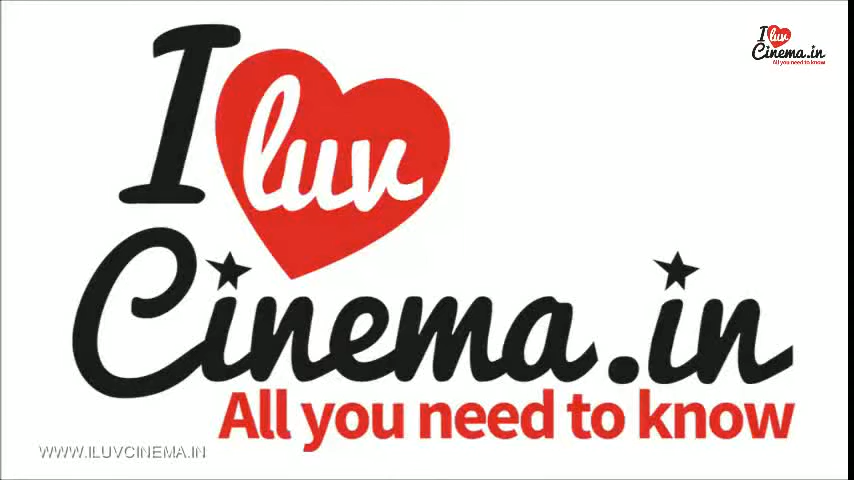 I luv
Cinema.in
All you need to know
I luv
Cinema.in
All you need to know
WWW.ILUVCINEMA.IN